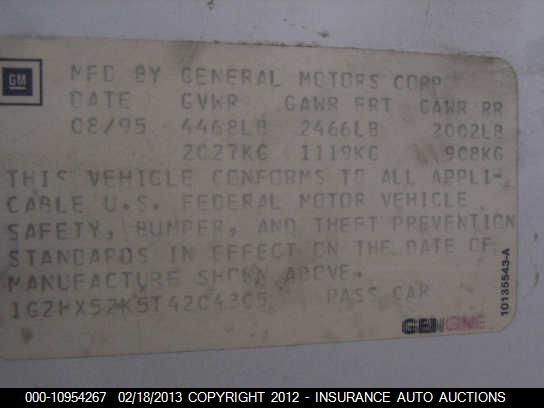 GM
MFD BY GENERAL MOTORS CORP
DATE GVWR GAWR FRT GAWR RR
08/95 4468LB 2466LB 2002LB
2027KG 1119KG 908KG
THIS VEHICLE CONFORMS TO ALL APPLI-
CABLE U.S. FEDERAL MOTOR VEHICLE
SAFETY, BUMPER, AND THEFT PREVENTION
STANDARDS IN EFFECT ON THE DATE OF
MANUFACTURE SHOWN ABOVE.
PASS CAR
10135543-A
000-10954267 02/18/2013 COPYRIGHT 2012 - INSURANCE AUTO AUCTIONS